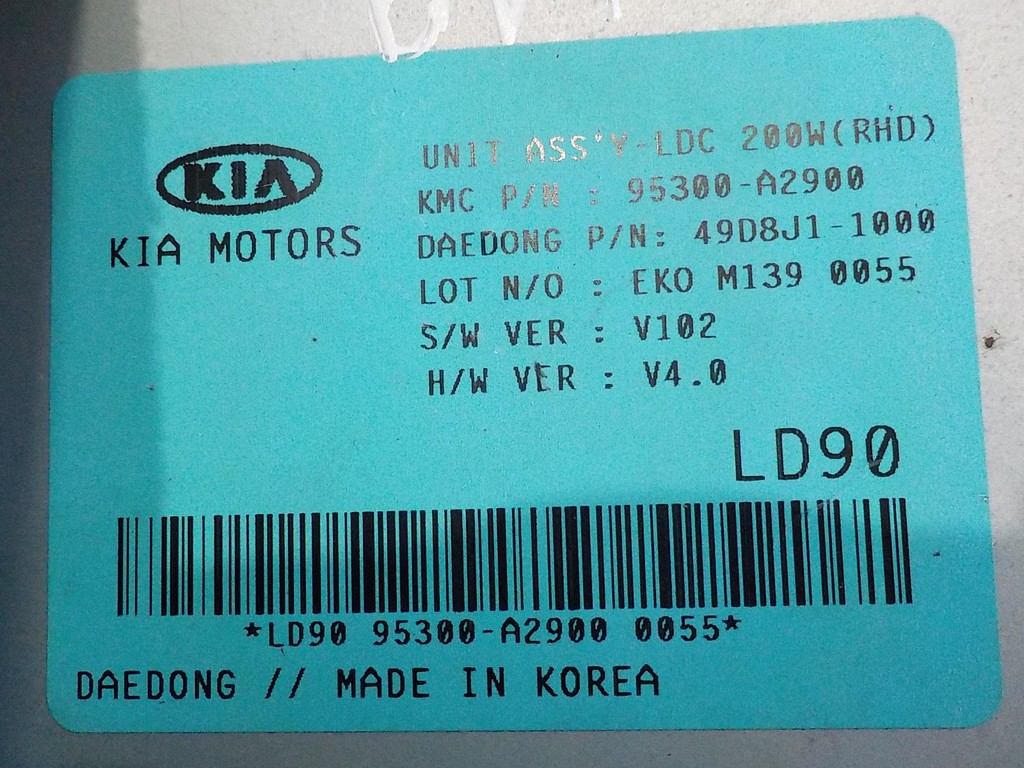 KIA
KIA MOTORS
UNIT ASS'Y-LDC 200W(RHD)
KMC P/N : 95300-A2900
DAEDONG P/N: 49D8J1-1000
LOT N/O : EKO M139 0055
S/W VER : V102
H/W VER : V4.0
LD90
*LD90 95300-A2900 0055*
DAEDONG // MADE IN KOREA